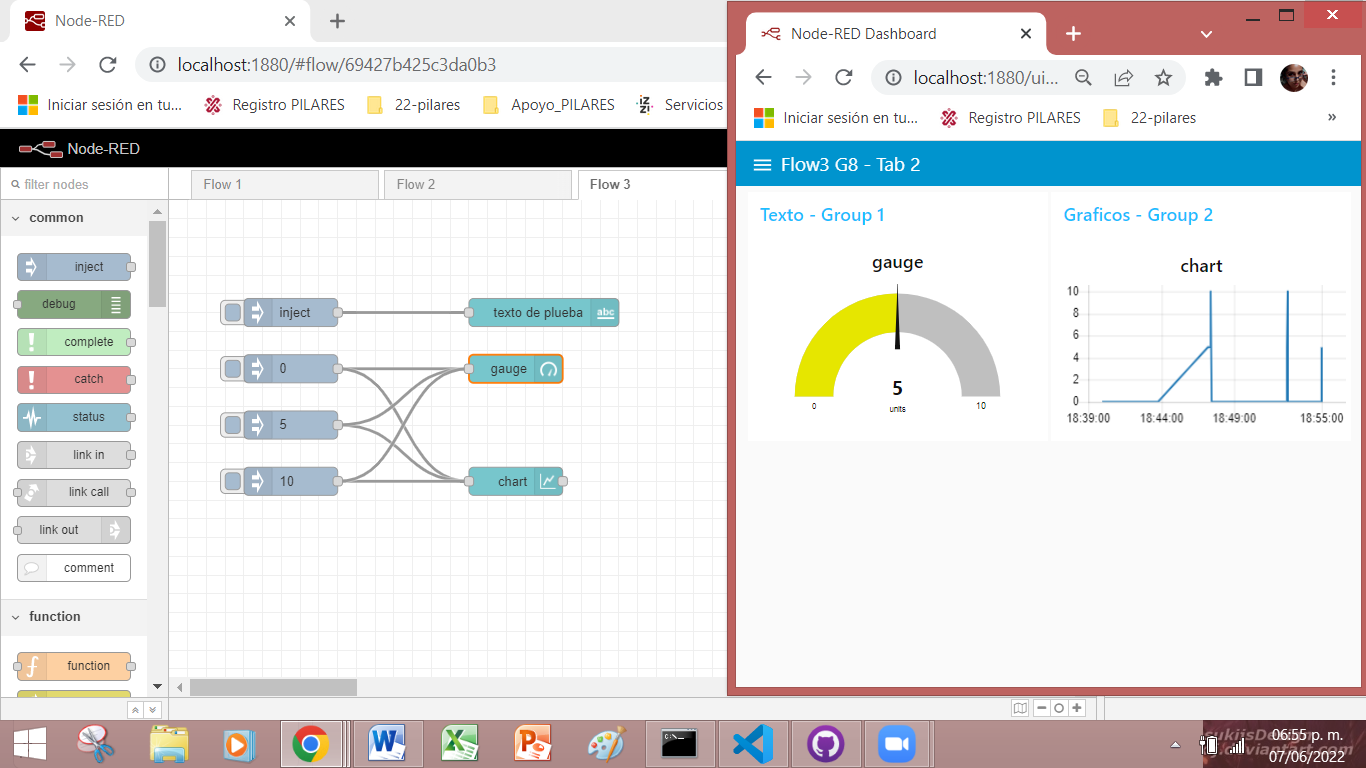 Node-RED
localhost:1880/#flow/69427b425c3da0b3
Iniciar sesión en tu... Registro PILARES 22-pilares Apoyo_PILARES Servicios
Node-RED
filter nodes
Flow 1 Flow 2 Flow 3
common
inject
debug
complete
catch
status
link in
link call
link out
comment
function
function
inject
texto de plueba abc
0
gauge
5
10
chart
Node-RED Dashboard
localhost:1880/ui...
Iniciar sesión en tu... Registro PILARES 22-pilares »
Flow3 G8 - Tab 2
Texto - Group 1
gauge
5
units
0 10
Graficos - Group 2
chart
10
8
6
4
2
0
18:39:00 18:44:00 18:49:00 18:55:00
06:55 p. m.
07/06/2022